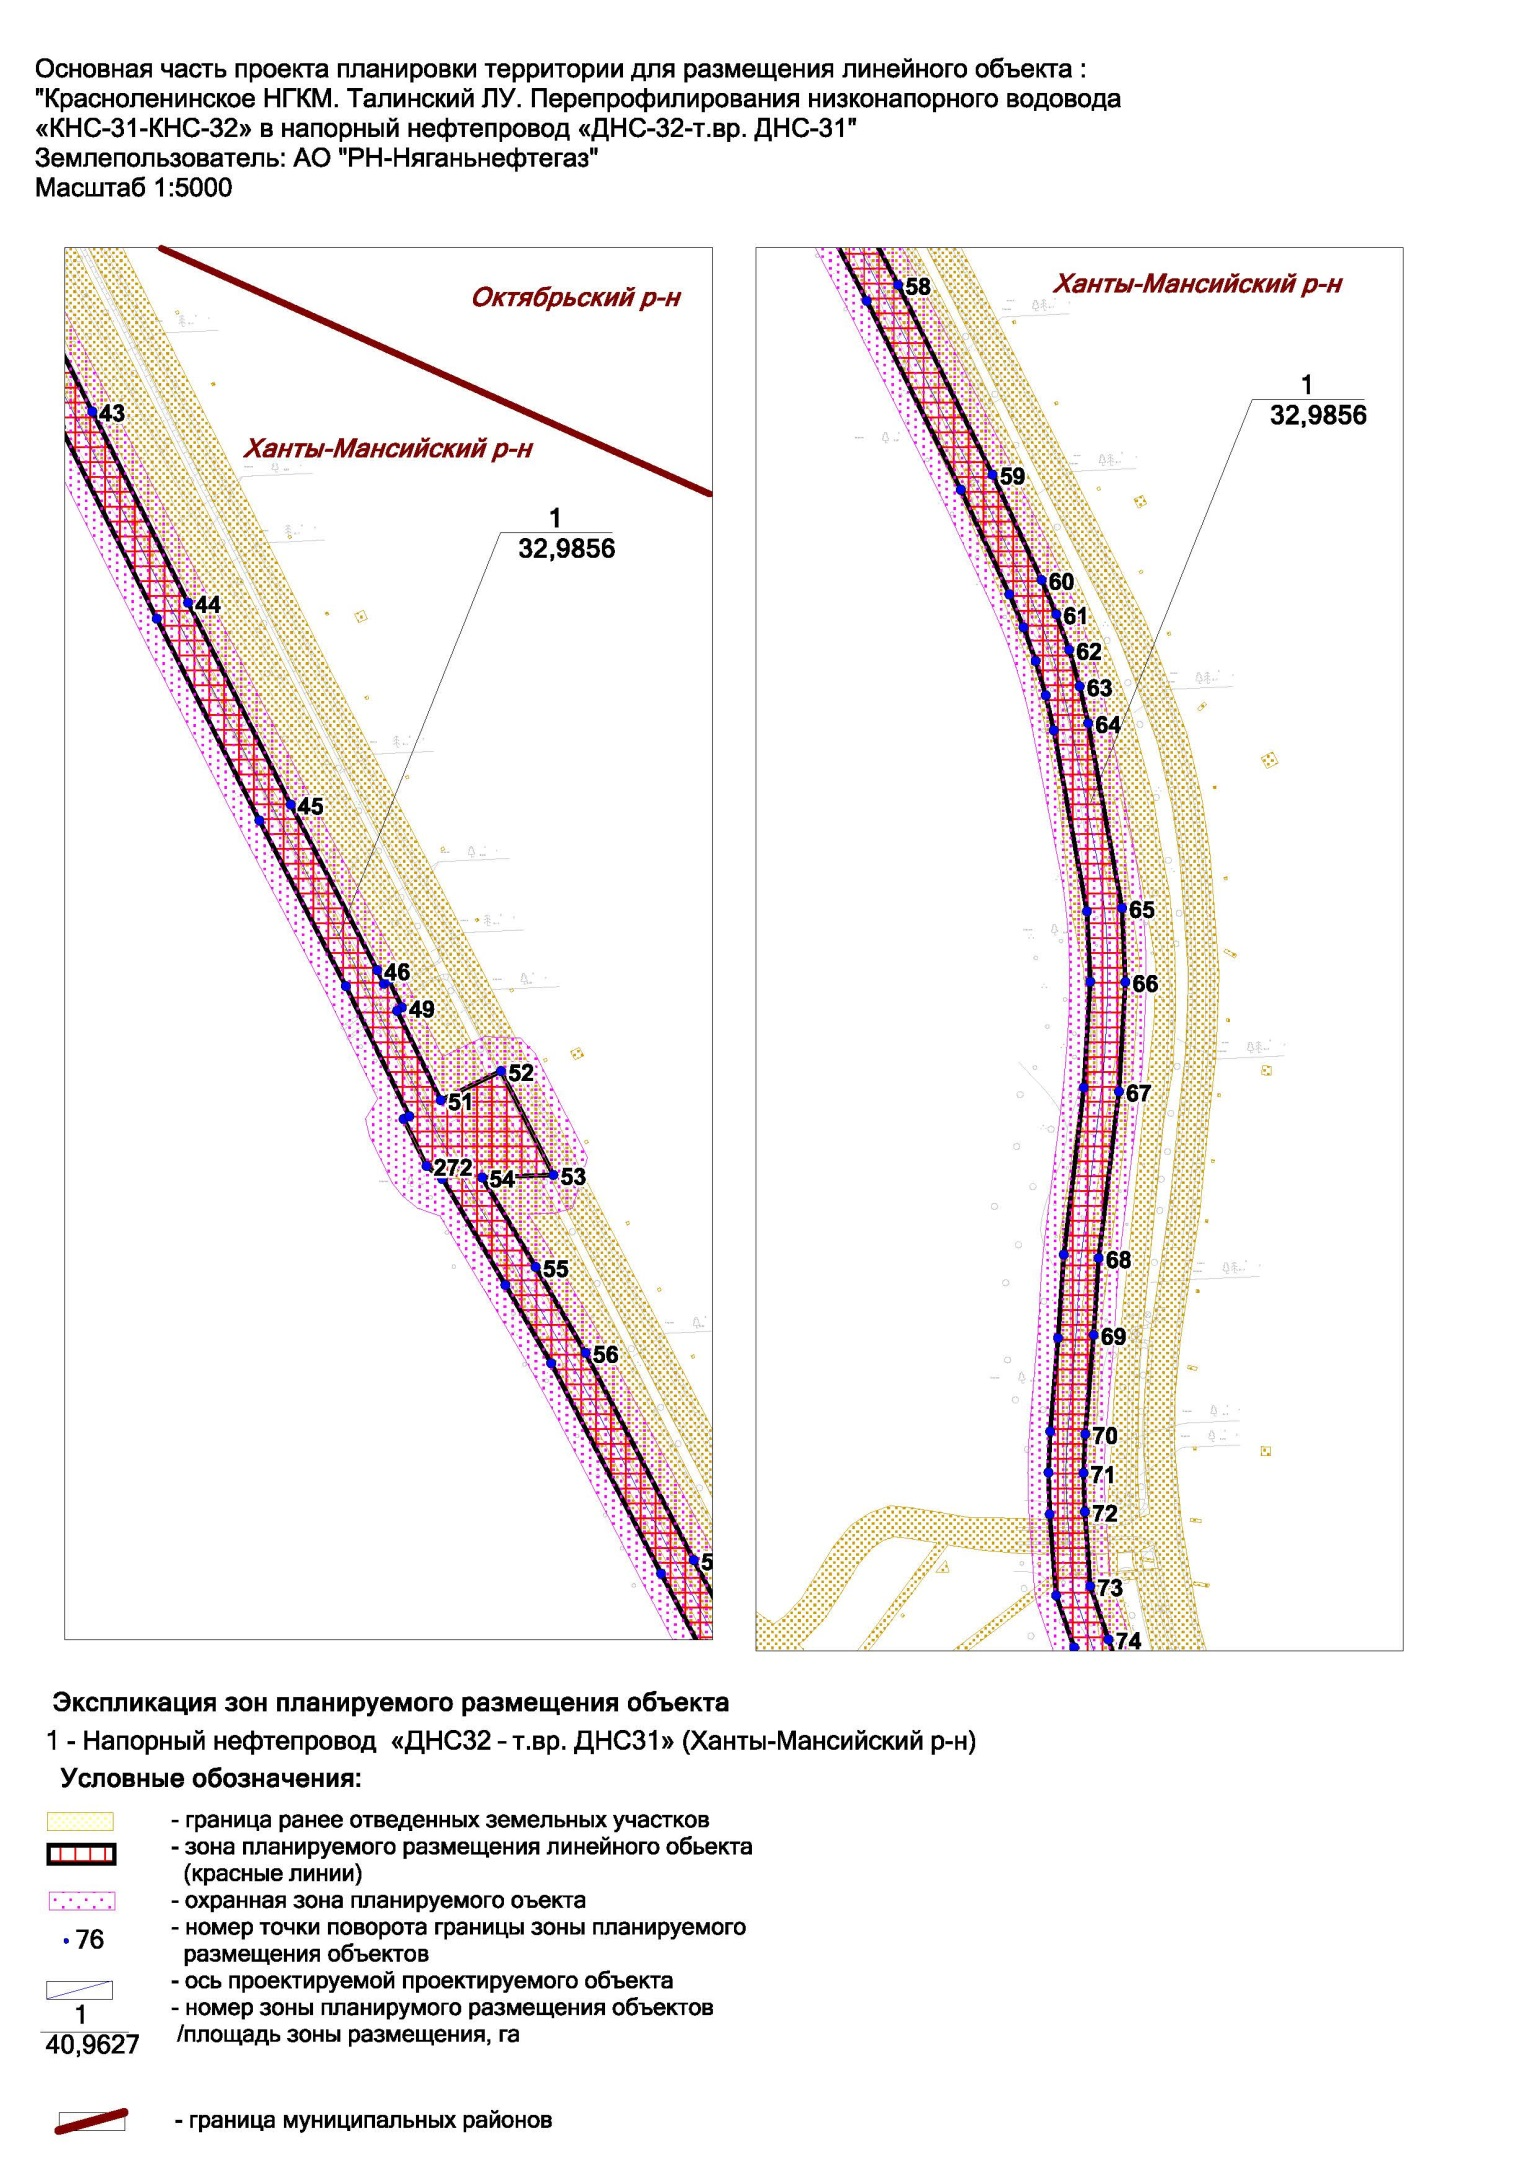 Основная часть проекта планировки территории для размещения линейного объекта :
"Красноленинское НГКМ. Талинский ЛУ. Перепрофилирования низконапорного водовода
«КНС-31-КНС-32» в напорный нефтепровод «ДНС-32-т.вр. ДНС-31"
Землепользователь: АО "РН-Няганьнефтегаз"
Масштаб 1:5000
Октябрьский р-н
Ханты-Мансийский р-н
1
32,9856
43
44
45
46
49
51
52
53
54
272
55
56
5
Ханты-Мансийский р-н
1
32,9856
58
59
60
61
62
63
64
65
66
67
68
69
70
71
72
73
74
Экспликация зон планируемого размещения объекта
1 - Напорный нефтепровод «ДНС32 - т.вр. ДНС31» (Ханты-Мансийский р-н)
Условные обозначения:
- граница ранее отведенных земельных участков
- зона планируемого размещения линейного обьекта
(красные линии)
- охранная зона планируемого оъекта
76
- номер точки поворота границы зоны планируемого
размещения объектов
- ось проектируемой проектируемого объекта
1
40,9627
- номер зоны планирумого размещения объектов
/площадь зоны размещения, га
- граница муниципальных районов